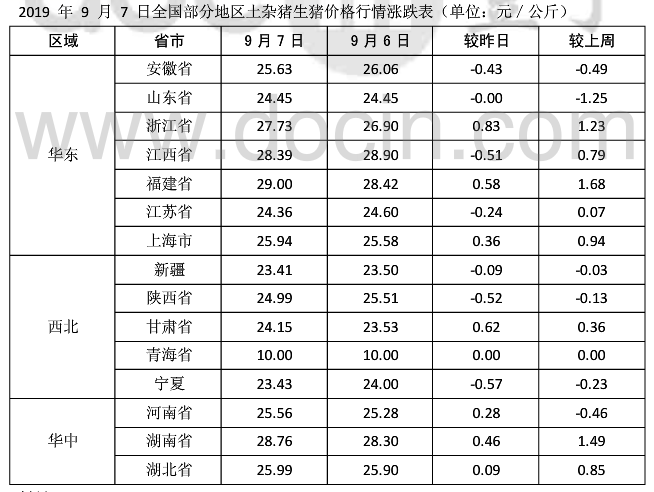 2019 年 9 月 7 日全国部分地区土杂猪生猪价格行情涨跌表（单位：元／公斤）
区域 省市 9月7日 9月6日 较昨日 较上周
华东 安徽省 25.63 26.06 -0.43 -0.49
山东省 24.45 24.45 -0.00 -1.25
浙江省 27.73 26.90 0.83 1.23
江西省 28.39 28.90 -0.51 0.79
福建省 29.00 28.42 0.58 1.68
江苏省 24.36 24.60 -0.24 0.07
上海市 25.94 25.58 0.36 0.94
西北 新疆 23.41 23.50 -0.09 -0.03
陕西省 24.99 25.51 -0.52 -0.13
甘肃省 24.15 23.53 0.62 0.36
青海省 10.00 10.00 0.00 0.00
宁夏 23.43 24.00 -0.57 -0.23
华中 河南省 25.56 25.28 0.28 -0.46
湖南省 28.76 28.30 0.46 1.49
湖北省 25.99 25.90 0.09 0.85
www.docin.com